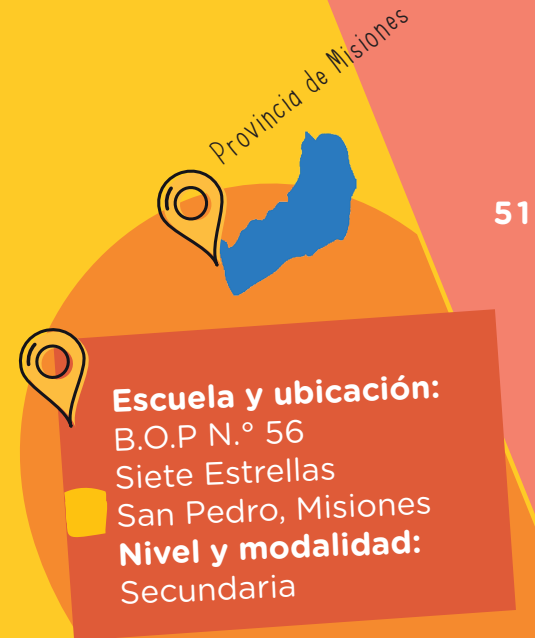 Provincia de Misiones
51
Escuela y ubicación:
B.O.P N.° 56
Siete Estrellas
San Pedro, Misiones
Nivel y modalidad:
Secundaria